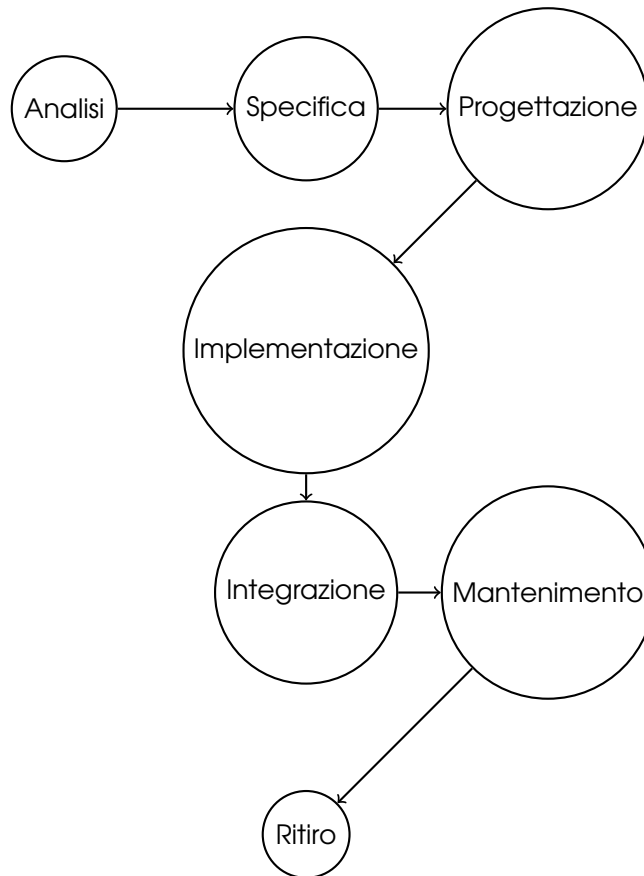 Analisi
Specifica
Progettazione
Implementazione
Integrazione
Mantenimento
Ritiro